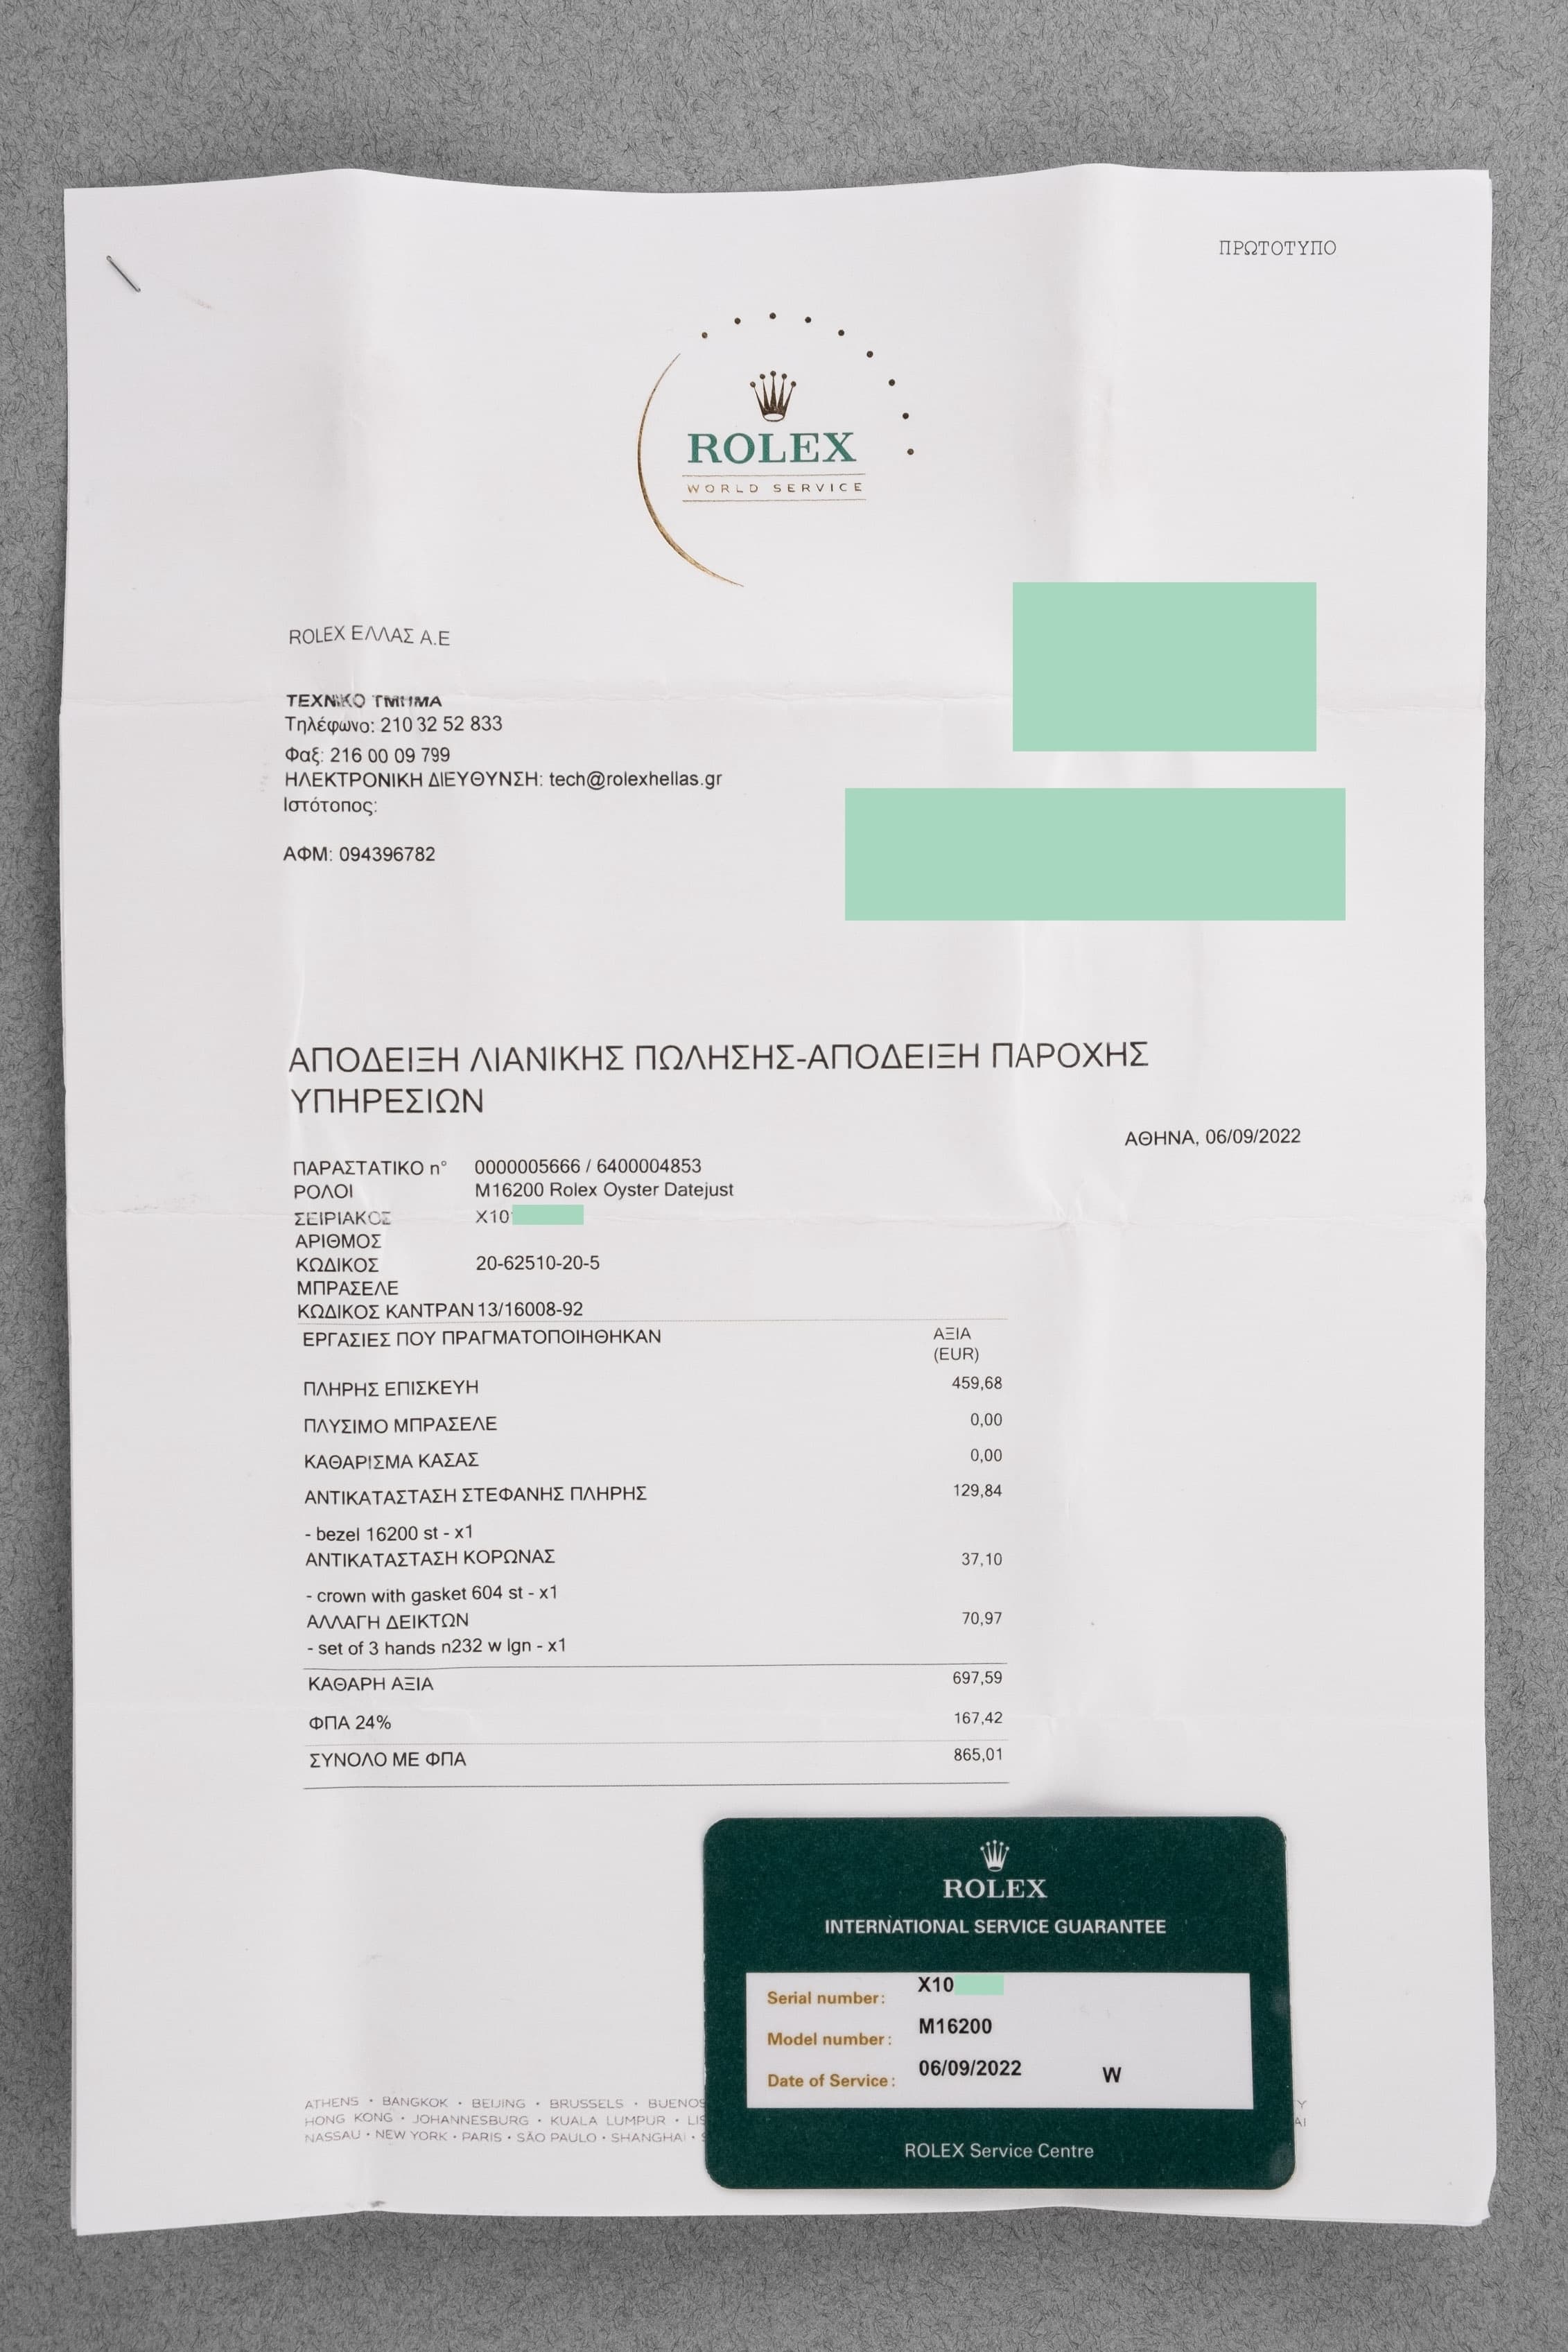 ΠΡΩΤΟΤΥΠΟ
ROLEX
WORLD SERVICE
ROLEX ΕΛΛΑΣ Α.Ε
ΤΕΧΝΙΚΟ ΤΜΗΜΑ
Τηλέφωνο: 210 32 52 833
Φαξ: 216 00 09 799
ΗΛΕΚΤΡΟΝΙΚΗ ΔΙΕΥΘΥΝΣΗ: tech@rolexhellas.gr
Ιστότοπος:
ΑΦΜ: 094396782
ΑΠΟΔΕΙΞΗ ΛΙΑΝΙΚΗΣ ΠΩΛΗΣΗΣ-ΑΠΟΔΕΙΞΗ ΠΑΡΟΧΗΣ
ΥΠΗΡΕΣΙΩΝ
ΑΘΗΝΑ, 06/09/2022
ΠΑΡΑΣΤΑΤΙΚΟ n° 0000005666 / 6400004853
ΡΟΛΟΙ M16200 Rolex Oyster Datejust
ΣΕΙΡΙΑΚΟΣ X10
ΑΡΙΘΜΟΣ
ΚΩΔΙΚΟΣ 20-62510-20-5
ΜΠΡΑΣΕΛΕ
ΚΩΔΙΚΟΣ ΚΑΝΤΡΑΝ 13/16008-92
ΕΡΓΑΣΙΕΣ ΠΟΥ ΠΡΑΓΜΑΤΟΠΟΙΗΘΗΚΑΝ ΑΞΙΑ
(EUR)
ΠΛΗΡΗΣ ΕΠΙΣΚΕΥΗ 459,68
ΠΛΥΣΙΜΟ ΜΠΡΑΣΕΛΕ 0,00
ΚΑΘΑΡΙΣΜΑ ΚΑΣΑΣ 0,00
ΑΝΤΙΚΑΤΑΣΤΑΣΗ ΣΤΕΦΑΝΗΣ ΠΛΗΡΗΣ 129,84
- bezel 16200 st - x1
ΑΝΤΙΚΑΤΑΣΤΑΣΗ ΚΟΡΩΝΑΣ 37,10
- crown with gasket 604 st - x1
ΑΛΛΑΓΗ ΔΕΙΚΤΩΝ 70,97
- set of 3 hands n232 w lgn - x1
ΚΑΘΑΡΗ ΑΞΙΑ 697,59
ΦΠΑ 24% 167,42
ΣΥΝΟΛΟ ΜΕ ΦΠΑ 865,01
ROLEX
INTERNATIONAL SERVICE GUARANTEE
Serial number: X10
Model number: M16200
Date of Service: 06/09/2022 W
ROLEX Service Centre
ATHENS • BANGKOK • BEIJING • BRUSSELS • BUENOS
HONG KONG • JOHANNESBURG • KUALA LUMPUR •
NASSAU • NEW YORK • PARIS • SÃO PAULO • SHANGHAI •